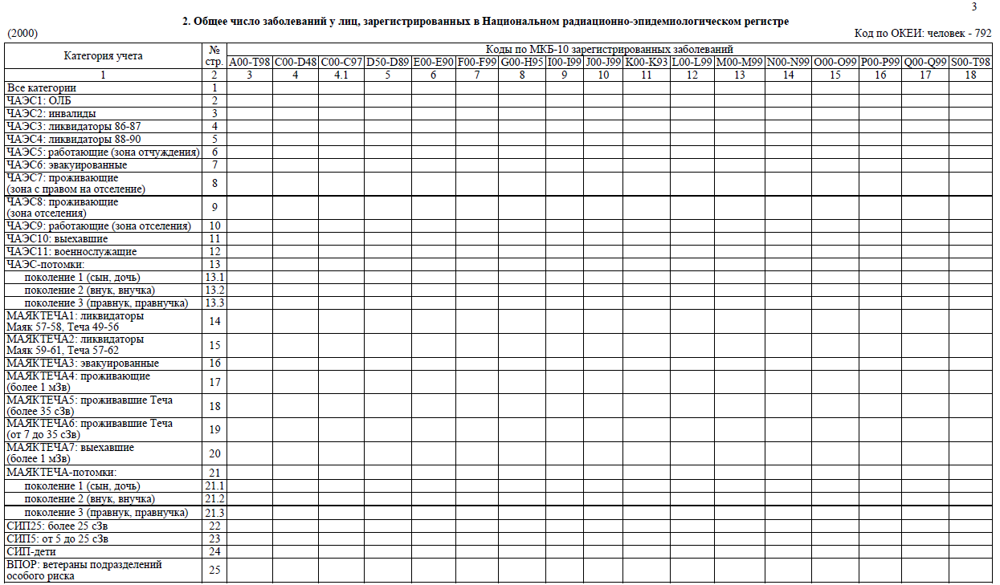 3
2. Общее число заболеваний у лиц, зарегистрированных в Национальном радиационно-эпидемиологическом регистре
(2000) Код по ОКЕИ: человек - 792
Категория учета № стр. Коды по МКБ-10 зарегистрированных заболеваний
A00-T98 C00-D48 C00-C97 D50-D89 E00-E90 F00-F99 G00-H95 I00-I99 J00-J99 K00-K93 L00-L99 M00-M99 N00-N99 O00-O99 P00-P99 Q00-Q99 S00-T98
1 2 3 4 4.1 5 6 7 8 9 10 11 12 13 14 15 16 17 18
Все категории 1
ЧАЭС1: ОЛБ 2
ЧАЭС2: инвалиды 3
ЧАЭС3: ликвидаторы 86-87 4
ЧАЭС4: ликвидаторы 88-90 5
ЧАЭС5: работающие (зона отчуждения) 6
ЧАЭС6: эвакуированные 7
ЧАЭС7: проживающие
(зона с правом на отселение) 8
ЧАЭС8: проживающие
(зона отселения) 9
ЧАЭС9: работающие (зона отселения) 10
ЧАЭС10: выехавшие 11
ЧАЭС11: военнослужащие 12
ЧАЭС-потомки: 13
поколение 1 (сын, дочь) 13.1
поколение 2 (внук, внучка) 13.2
поколение 3 (правнук, правнучка) 13.3
МАЯКТЕЧА1: ликвидаторы
Маяк 57-58, Теча 49-56 14
МАЯКТЕЧА2: ликвидаторы
Маяк 59-61, Теча 57-62 15
МАЯКТЕЧА3: эвакуированные 16
МАЯКТЕЧА4: проживающие
(более 1 мЗв) 17
МАЯКТЕЧА5: проживавшие Теча
(более 35 сЗв) 18
МАЯКТЕЧА6: проживавшие Теча
(от 7 до 35 сЗв) 19
МАЯКТЕЧА7: выехавшие
(более 1 мЗв) 20
МАЯКТЕЧА-потомки: 21
поколение 1 (сын, дочь) 21.1
поколение 2 (внук, внучка) 21.2
поколение 3 (правнук, правнучка) 21.3
СИП25: более 25 сЗв 22
СИП5: от 5 до 25 сЗв 23
СИП-дети 24
ВПОР: ветераны подразделений
особого риска 25